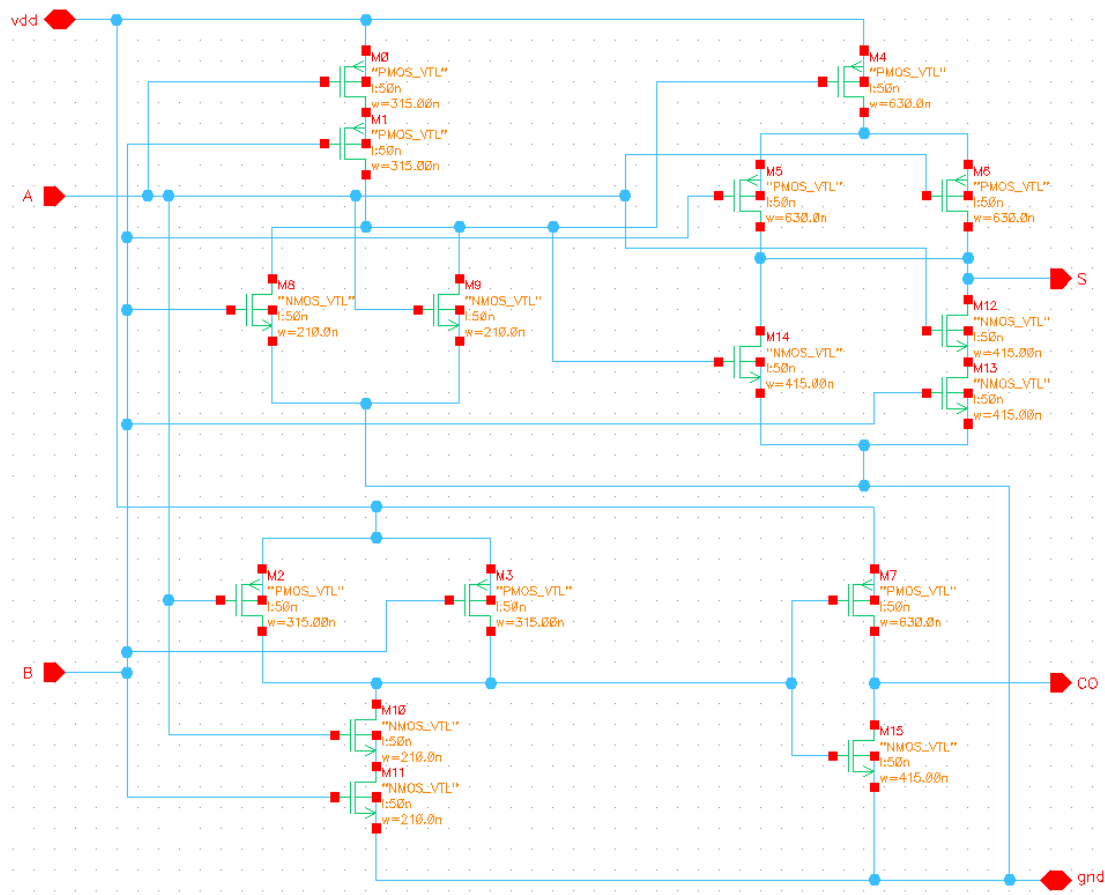 vdd
M0
"PMOS_VTL"
l:50n
w=315.00n
M1
"PMOS_VTL"
l:50n
w=315.00n
M4
"PMOS_VTL"
l:50n
w=630.0n
A
M5
"PMOS_VTL"
l:50n
w=630.0n
M6
"PMOS_VTL"
l:50n
w=630.0n
M8
"NMOS_VTL"
l:50n
w=210.0n
M9
"NMOS_VTL"
l:50n
w=210.0n
S
M14
"NMOS_VTL"
l:50n
w=415.00n
M12
"NMOS_VTL"
l:50n
w=415.00n
M13
"NMOS_VTL"
l:50n
w=415.00n
M2
"PMOS_VTL"
l:50n
w=315.00n
M3
"PMOS_VTL"
l:50n
w=315.00n
M7
"PMOS_VTL"
l:50n
w=630.0n
B
CO
M10
"NMOS_VTL"
l:50n
w=210.0n
M11
"NMOS_VTL"
l:50n
w=210.0n
M15
"NMOS_VTL"
l:50n
w=415.00n
gnd